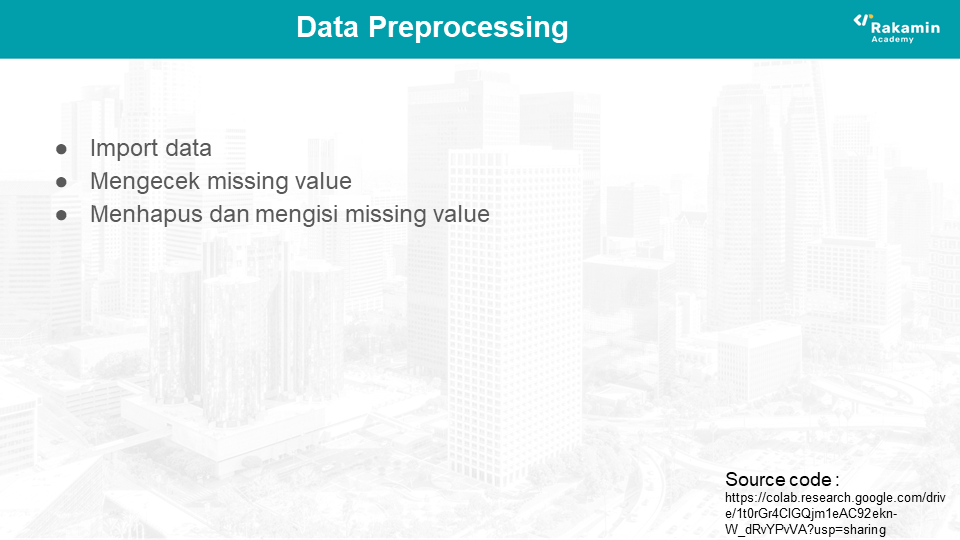 Data Preprocessing
Rakamin
Academy
● Import data
● Mengecek missing value
● Menhapus dan mengisi missing value
Source code :
https://colab.research.google.com/driv
e/1t0rGr4ClGQjm1eAC92ekn-
W_dRvYPvVA?usp=sharing